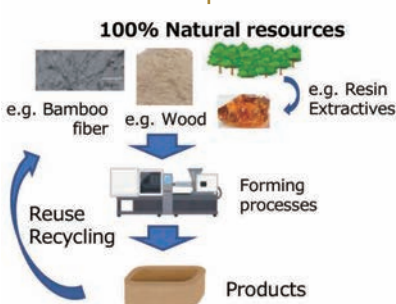 100% Natural resources
e.g. Bamboo
fiber
e.g. Wood
e.g. Resin
Extractives
Forming
processes
Reuse
Recycling
Products